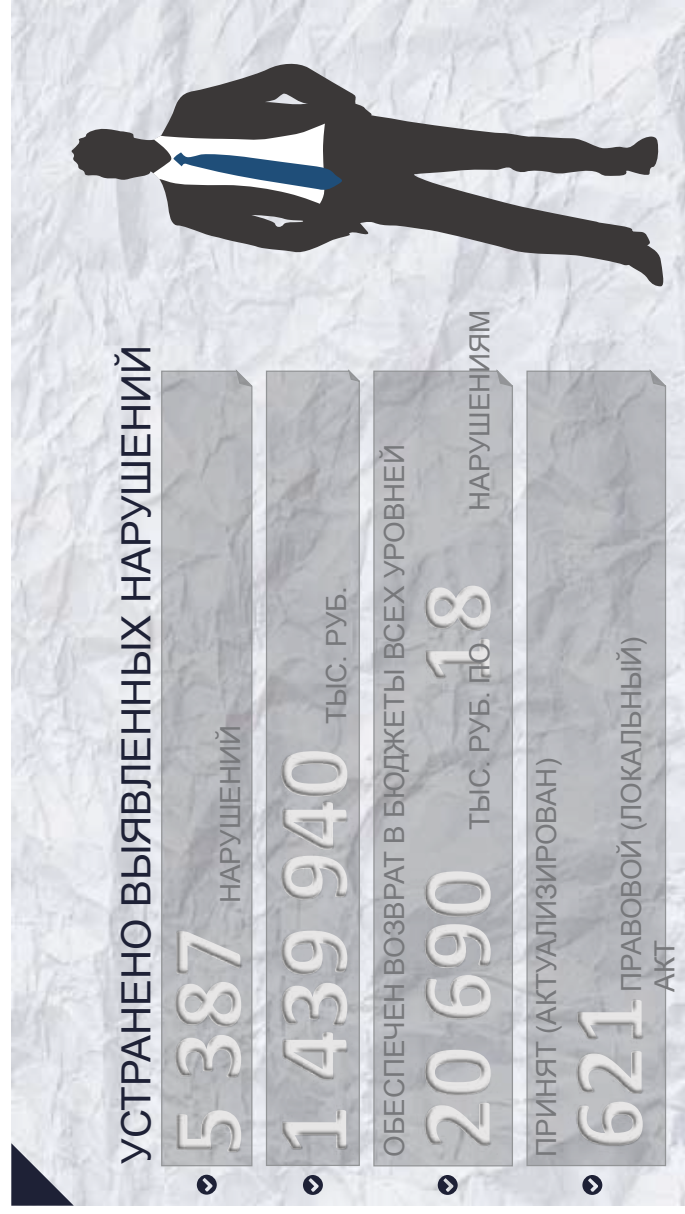 УСТРАНЕНО ВЫЯВЛЕННЫХ НАРУШЕНИЙ
5 387 НАРУШЕНИЙ
1 439 940 ТЫС. РУБ.
ОБЕСПЕЧЕН ВОЗВРАТ В БЮДЖЕТЫ ВСЕХ УРОВНЕЙ
20 690 ТЫС. РУБ. ПО 18 НАРУШЕНИЯМ
ПРИНЯТ (АКТУАЛИЗИРОВАН)
621 ПРАВОВОЙ (ЛОКАЛЬНЫЙ)
АКТ